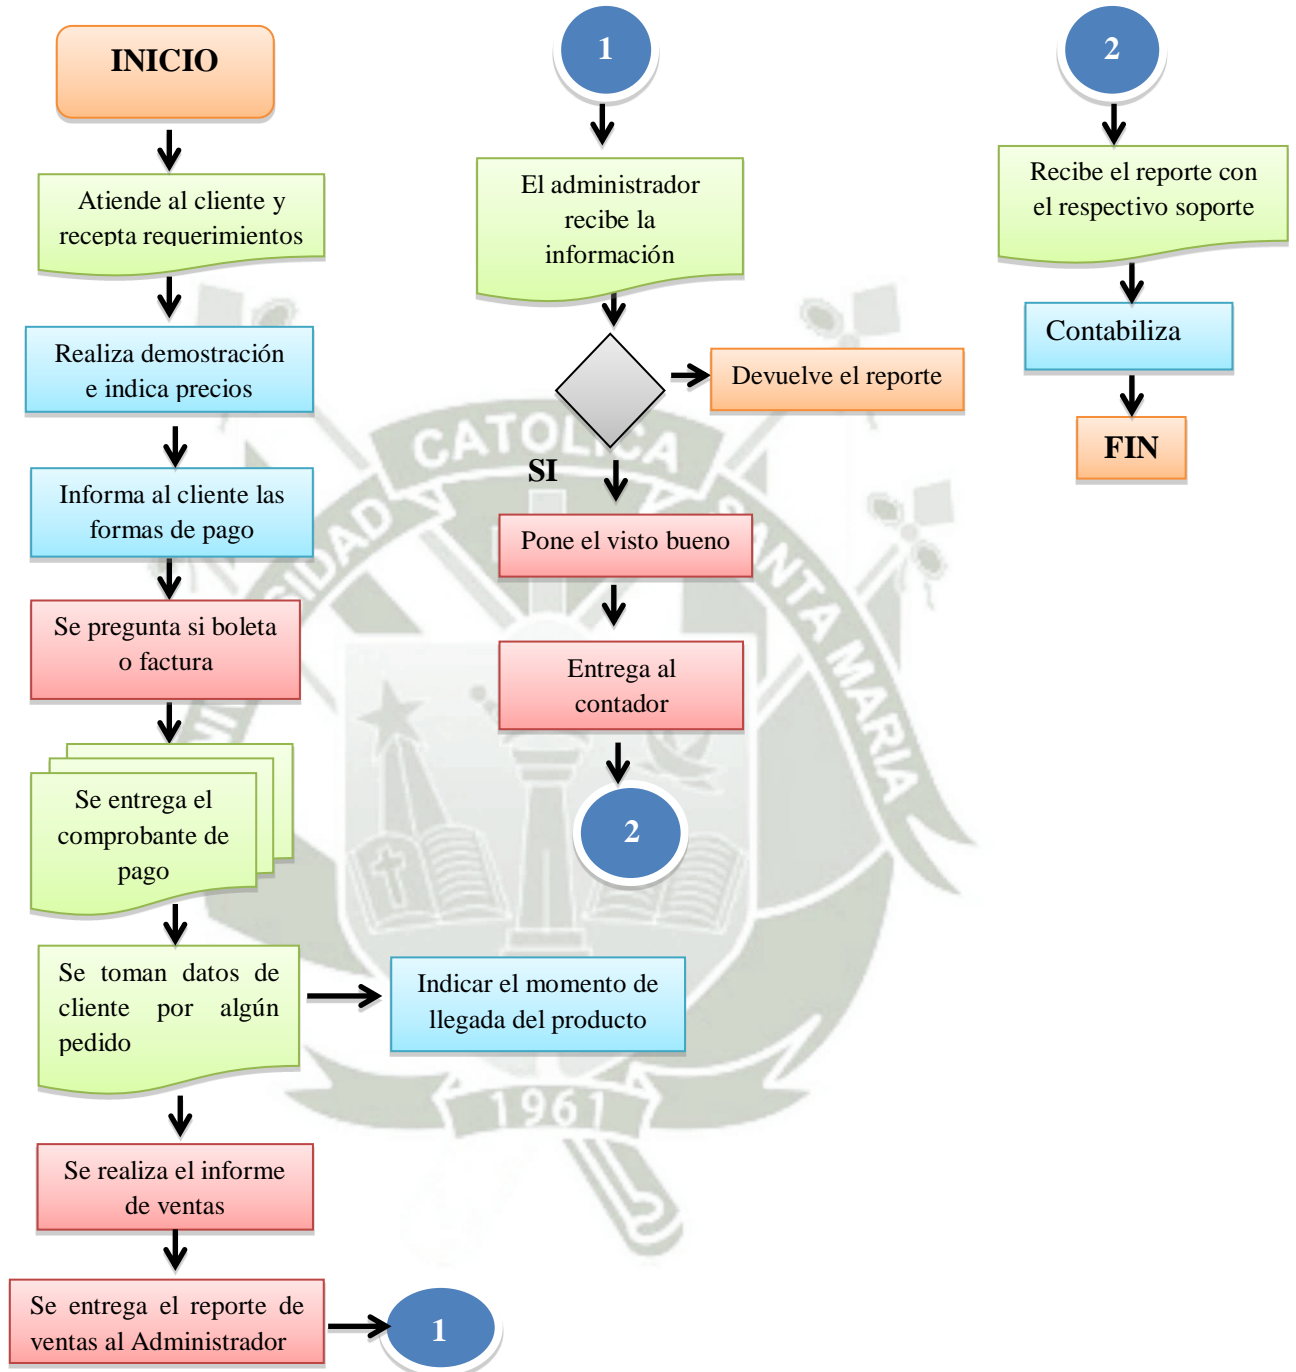 INICIO
Atiende al cliente y
recepta requerimientos
Realiza demostración
e indica precios
Informa al cliente las
formas de pago
Se pregunta si boleta
o factura
Se entrega el
comprobante de
pago
Se toman datos de
cliente por algún
pedido
Indicar el momento de
llegada del producto
Se realiza el informe
de ventas
Se entrega el reporte de
ventas al Administrador
1
1
El administrador
recibe la
información
Devuelve el reporte
SI
Pone el visto bueno
Entrega al
contador
2
2
Recibe el reporte con
el respectivo soporte
Contabiliza
FIN
CATOLICA
SANTA MARIA
1961